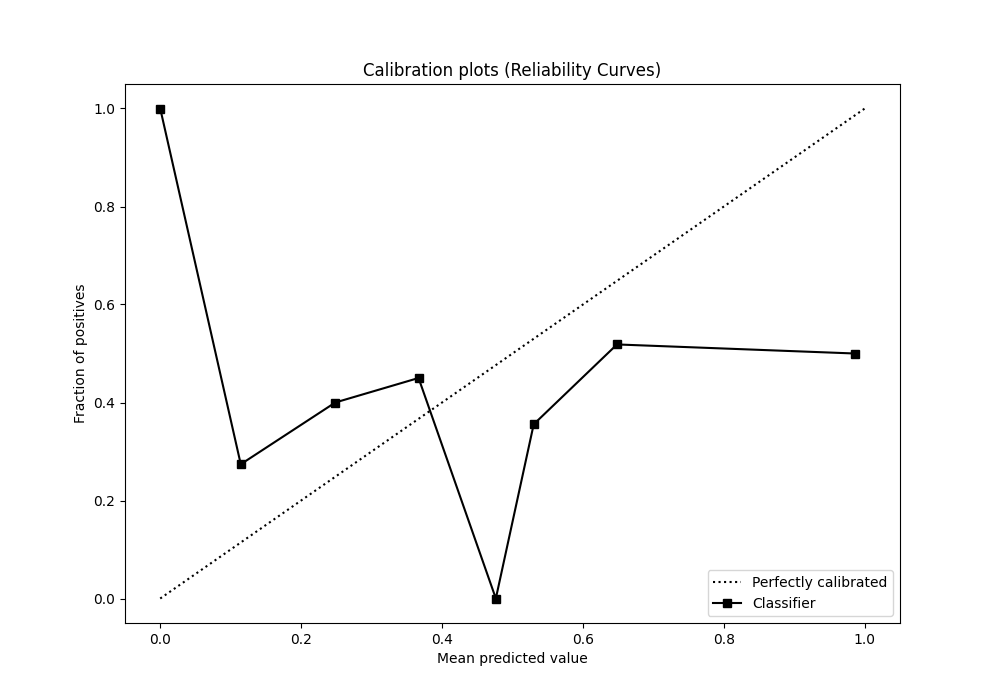 Calibration plots (Reliability Curves)
1.0
0.8
0.6
0.4
0.2
0.0
Fraction of positives
0.0 0.2 0.4 0.6 0.8 1.0
Mean predicted value
Perfectly calibrated
Classifier